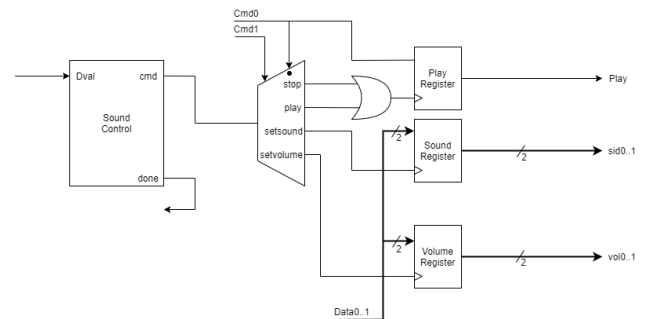 Cmd0
Cmd1
Dval
cmd
Sound
Control
done
stop
play
setsound
setvolume
Play
Register
Play
2
Sound
Register
2
sid0..1
2
Volume
Register
2
vol0..1
Data0..1